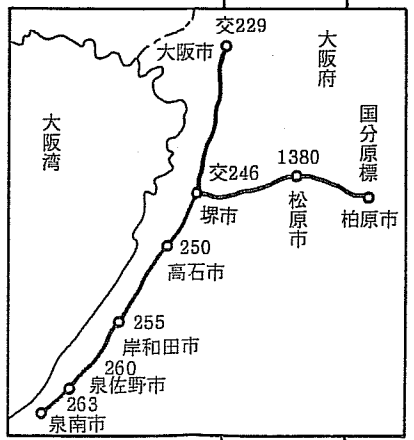 交229
大阪市
大阪府
大阪湾
国分原標
交246
1380
堺市
松原市
柏原市
250
高石市
255
岸和田市
260
泉佐野市
263
泉南市